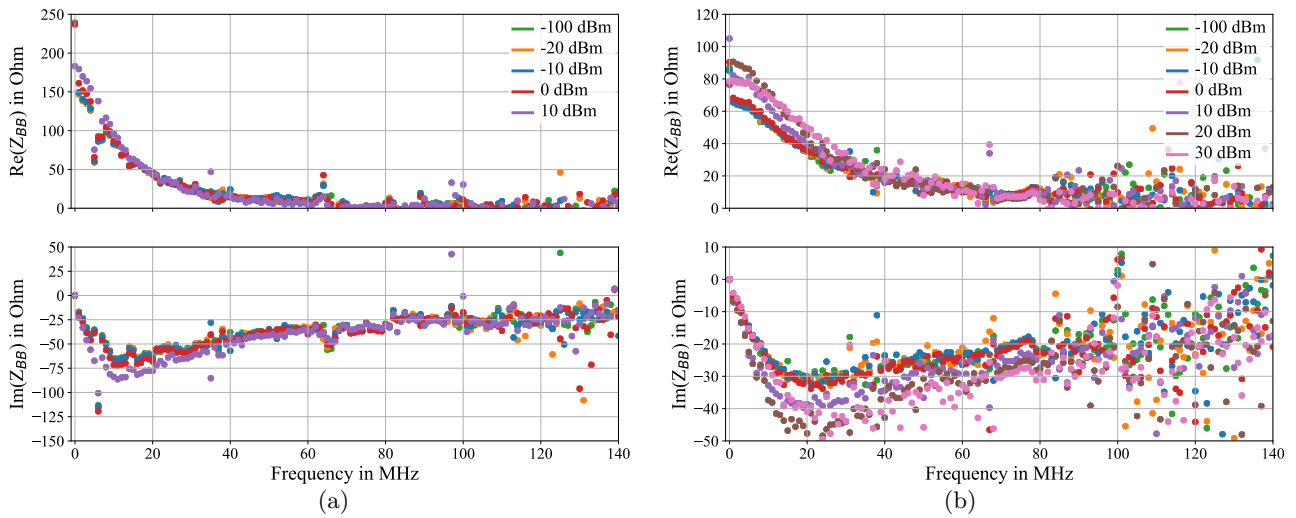 Re(Z_BB) in Ohm
250
200
150
100
50
0
-100 dBm
-20 dBm
-10 dBm
0 dBm
10 dBm
Im(Z_BB) in Ohm
50
25
0
−25
−50
−75
−100
−125
−150
0 20 40 60 80 100 120 140
Frequency in MHz
(a)
Re(Z_BB) in Ohm
120
100
80
60
40
20
0
-100 dBm
-20 dBm
-10 dBm
0 dBm
10 dBm
20 dBm
30 dBm
Im(Z_BB) in Ohm
10
0
−10
−20
−30
−40
−50
0 20 40 60 80 100 120 140
Frequency in MHz
(b)